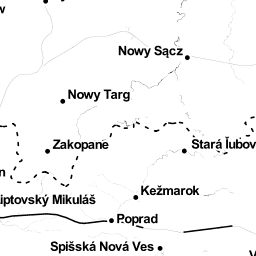 w
Nowy Sącz
Nowy Targ
Zakopane
Stará Ľubov
n
iptovský Mikuláš
Kežmarok
Poprad
Spišská Nová Ves
V